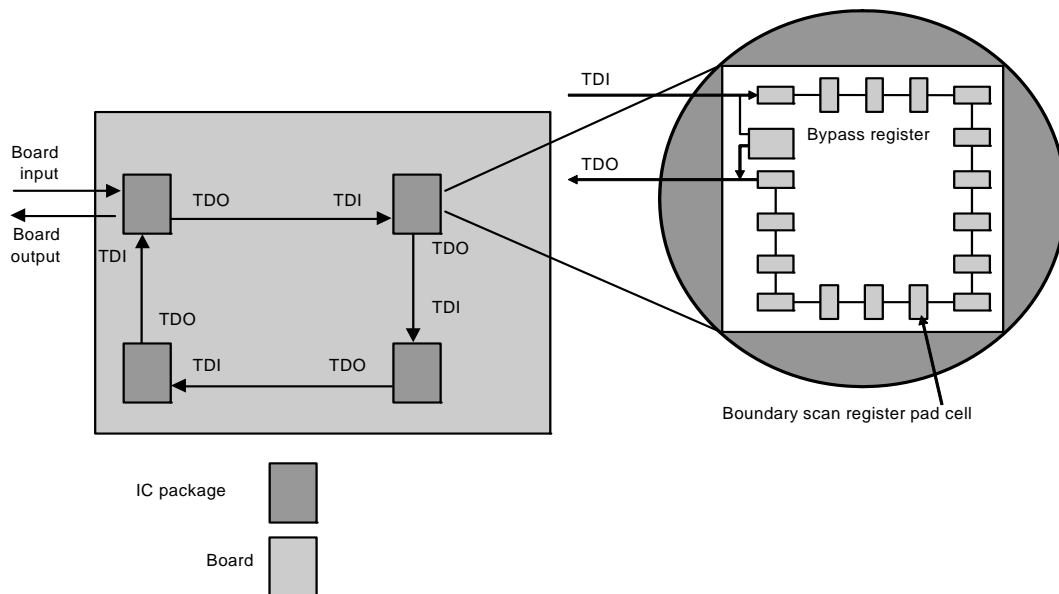 TDI
Bypass register
TDO
Board
input
Board
output
TDO
TDI
TDI
TDO
TDI
TDO
TDI
TDO
Boundary scan register pad cell
IC package
Board